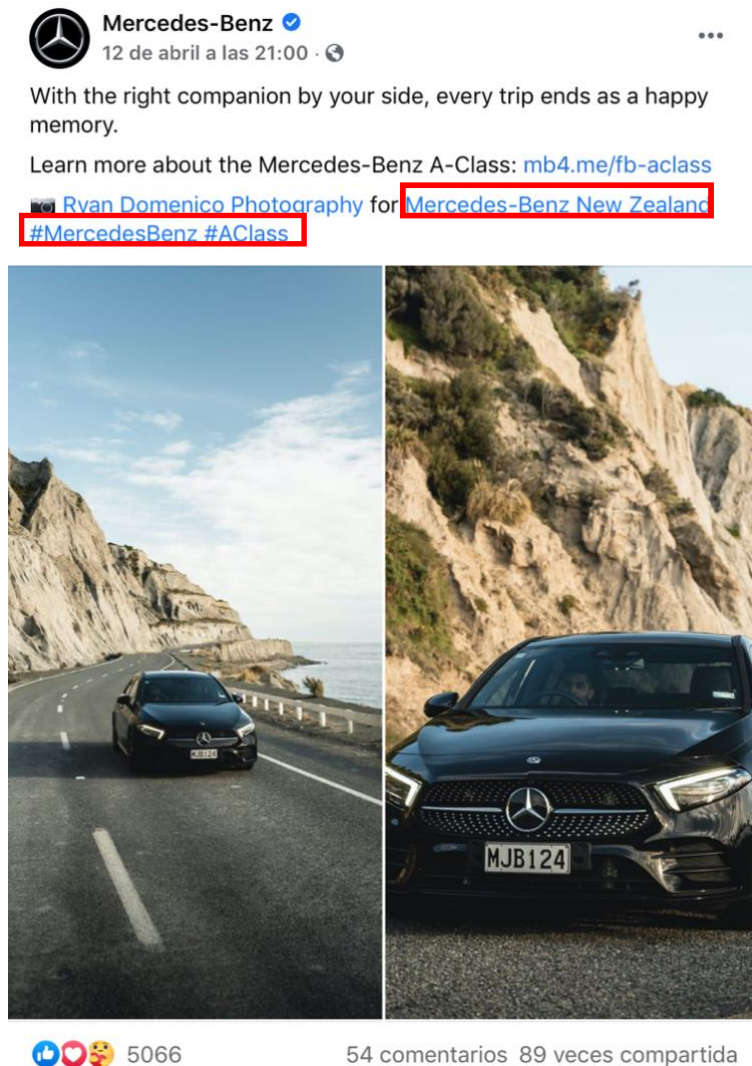 Mercedes-Benz
12 de abril a las 21:00 ·
With the right companion by your side, every trip ends as a happy
memory.
Learn more about the Mercedes-Benz A-Class: mb4.me/fb-aclass
Ryan Domenico Photography for Mercedes-Benz New Zealand
#MercedesBenz #AClass
MJB124
MJB124
5066 54 comentarios 89 veces compartida